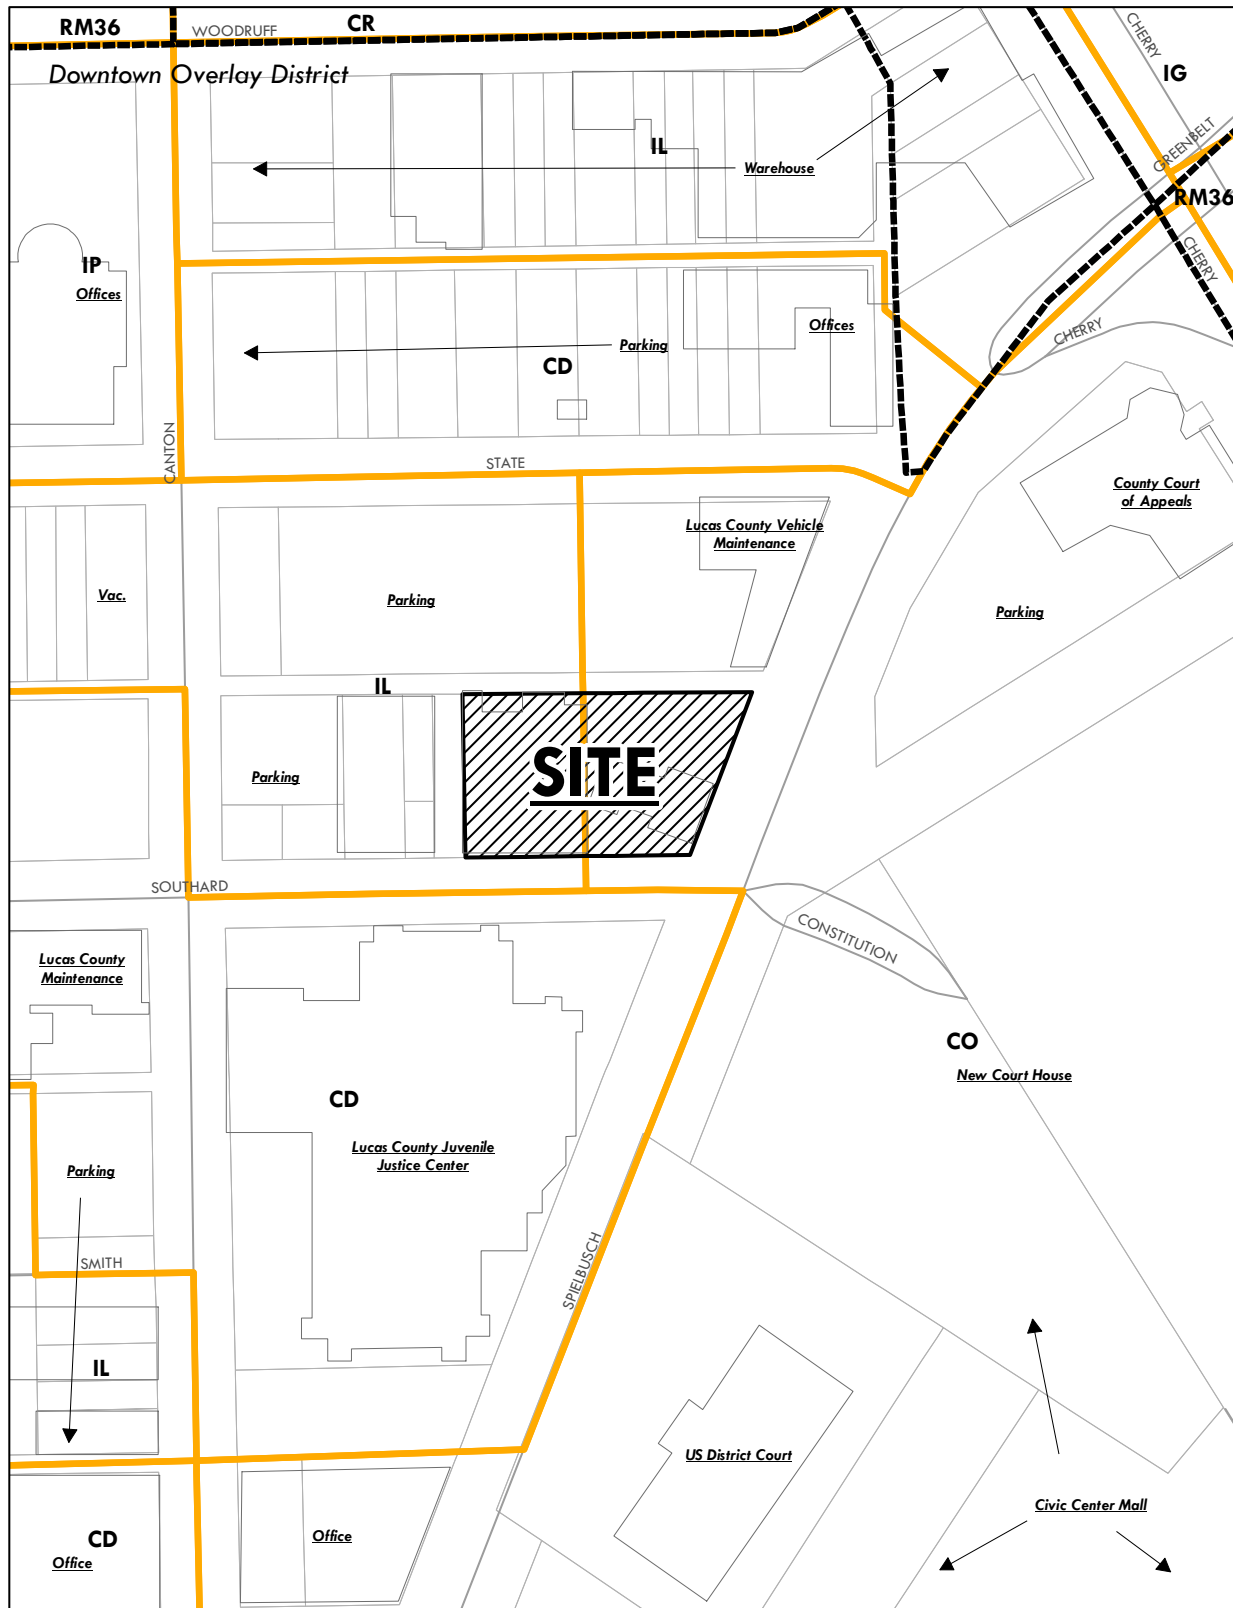 RM36
CR
WOODRUFF
Downtown Overlay District
CHERRY
IG
GREENBELT
IL
Warehouse
RM36
CHERRY
IP
Offices
Offices
CHERRY
Parking
CD
CANTON
STATE
County Court
of Appeals
Lucas County Vehicle
Maintenance
Vac.
Parking
Parking
IL
SITE
Parking
SOUTHARD
CONSTITUTION
Lucas County
Maintenance
CO
New Court House
CD
Lucas County Juvenile
Justice Center
Parking
SMITH
SPIELBUSCH
IL
US District Court
Civic Center Mall
CD
Office
Office